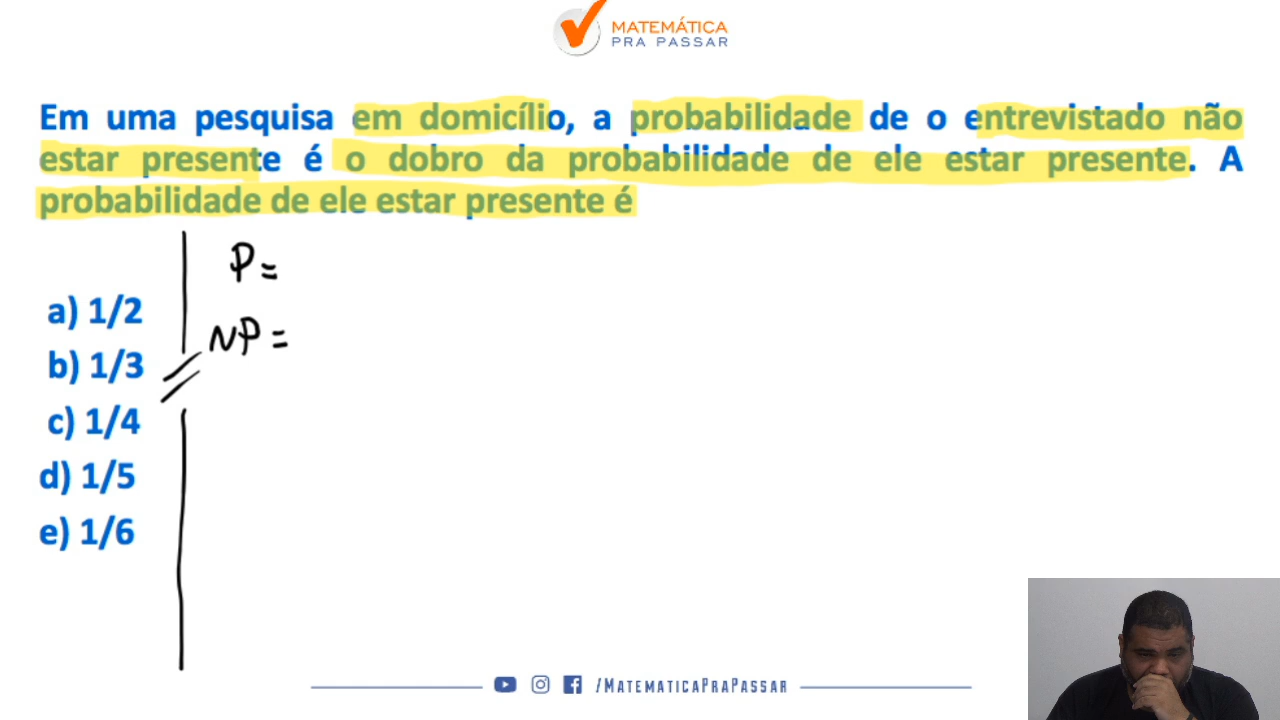 MATEMÁTICA
PRA PASSAR
Em uma pesquisa em domicílio, a probabilidade de o entrevistado não
estar presente é o dobro da probabilidade de ele estar presente. A
probabilidade de ele estar presente é
P =
a) 1/2
NP =
b) 1/3
c) 1/4
d) 1/5
e) 1/6
/MATEMATICAPRAPASSAR